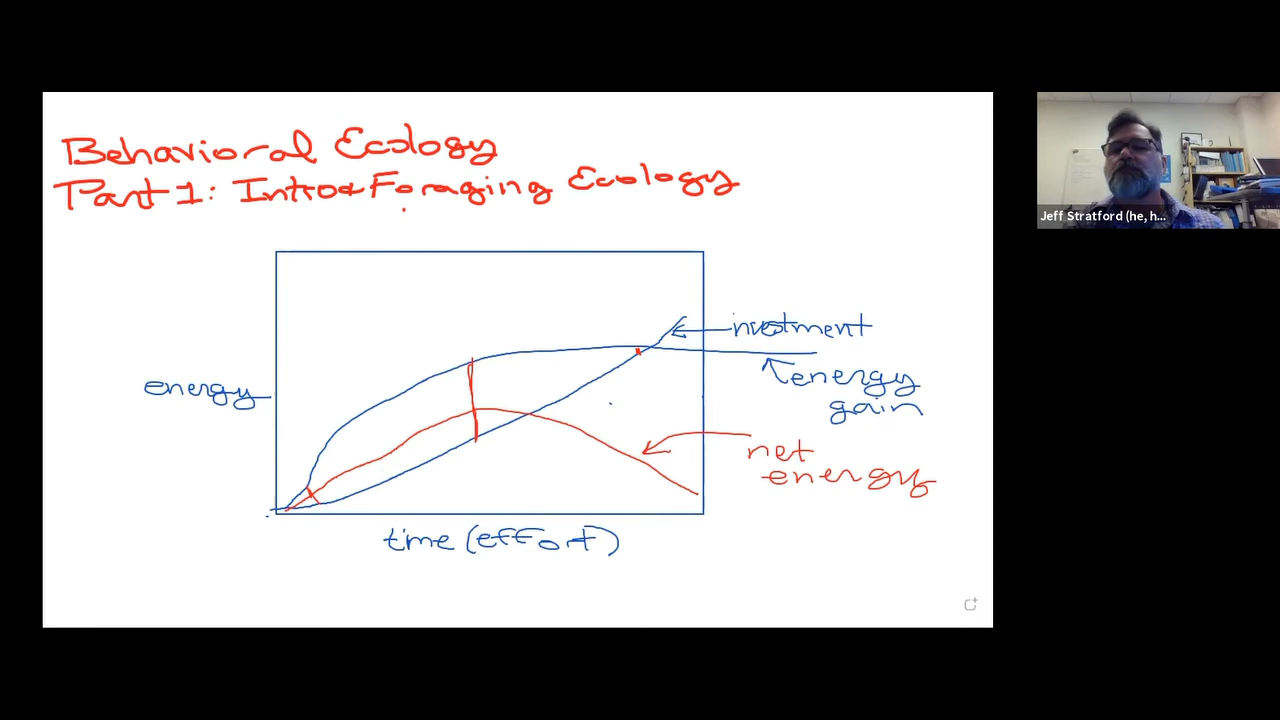 Behavioral Ecology
Part 1: Intro & Foraging Ecology
investment
energy
energy
gain
net
energy
time (effort)
Jeff Stratford (he, h...